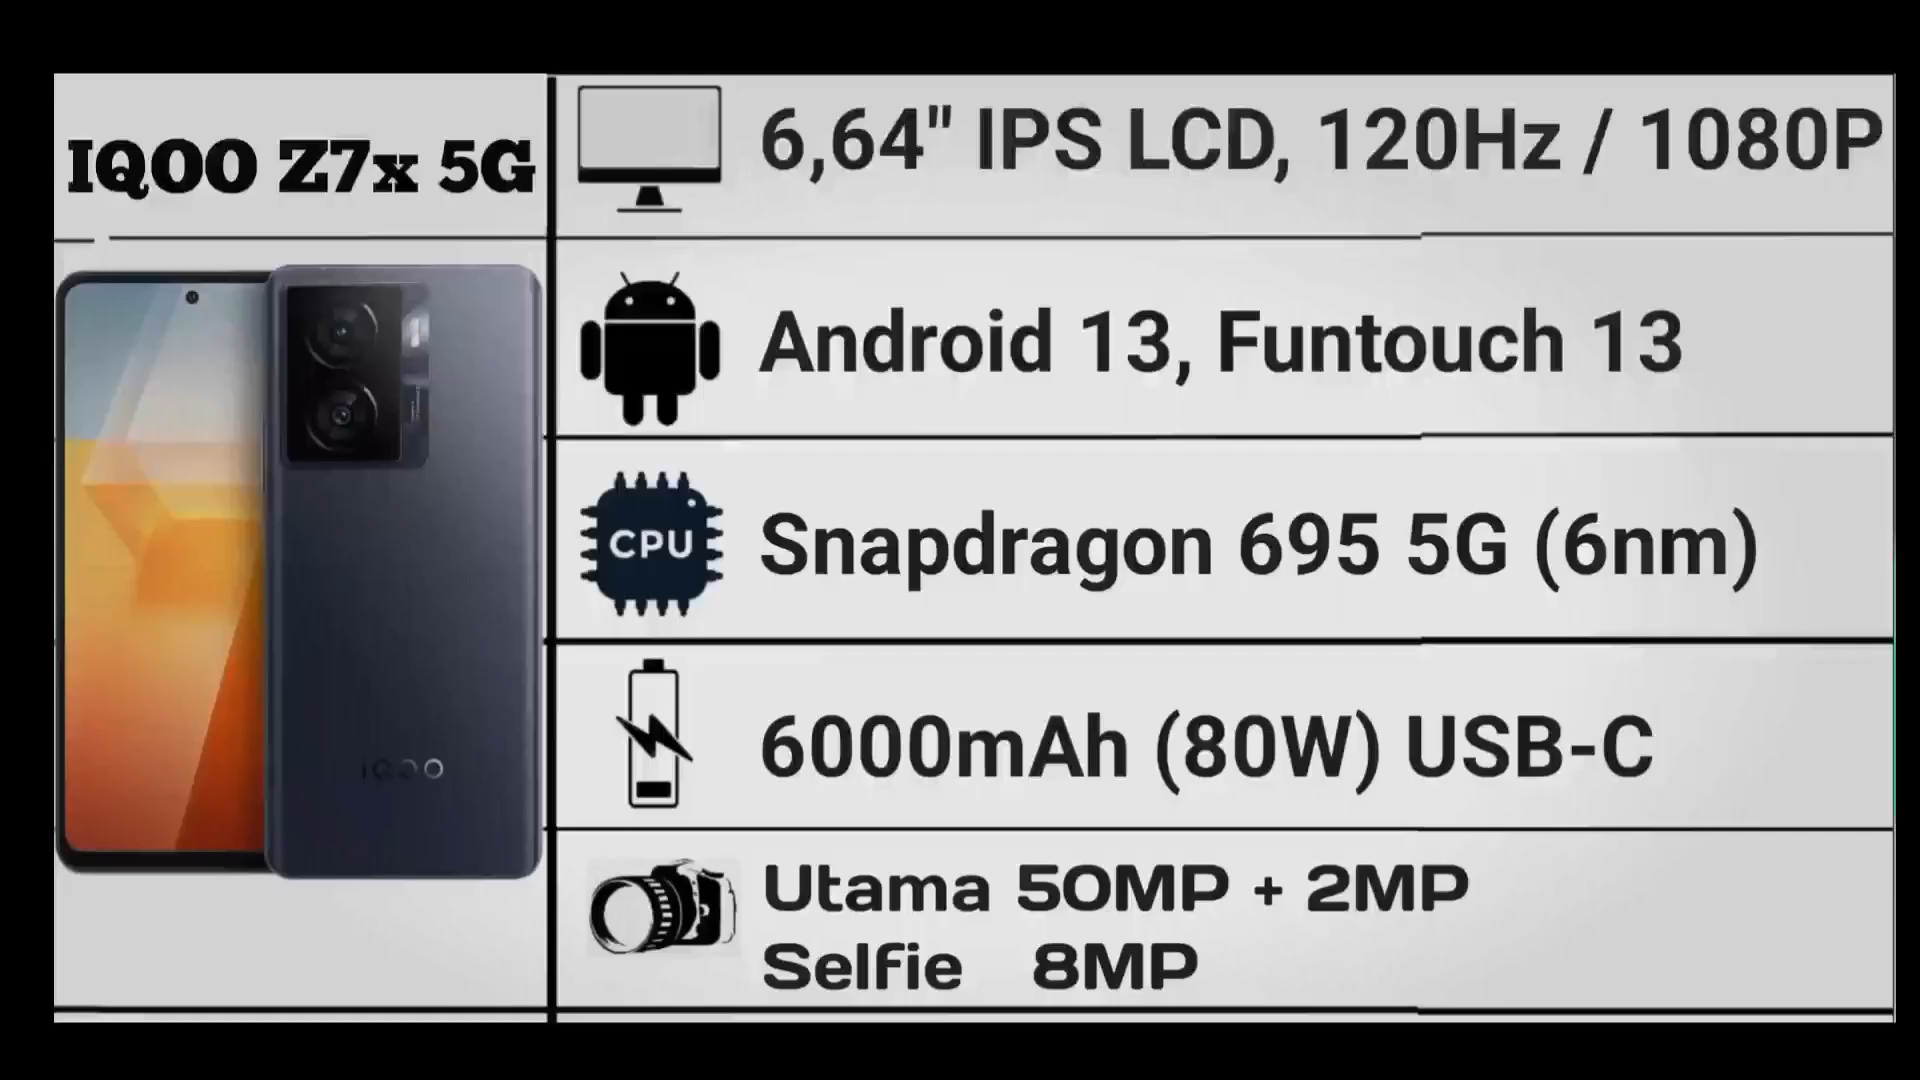 IQOO Z7x 5G
6,64" IPS LCD, 120Hz / 1080P
Android 13, Funtouch 13
CPU
Snapdragon 695 5G (6nm)
6000mAh (80W) USB-C
iQOO
Utama 50MP + 2MP
Selfie 8MP